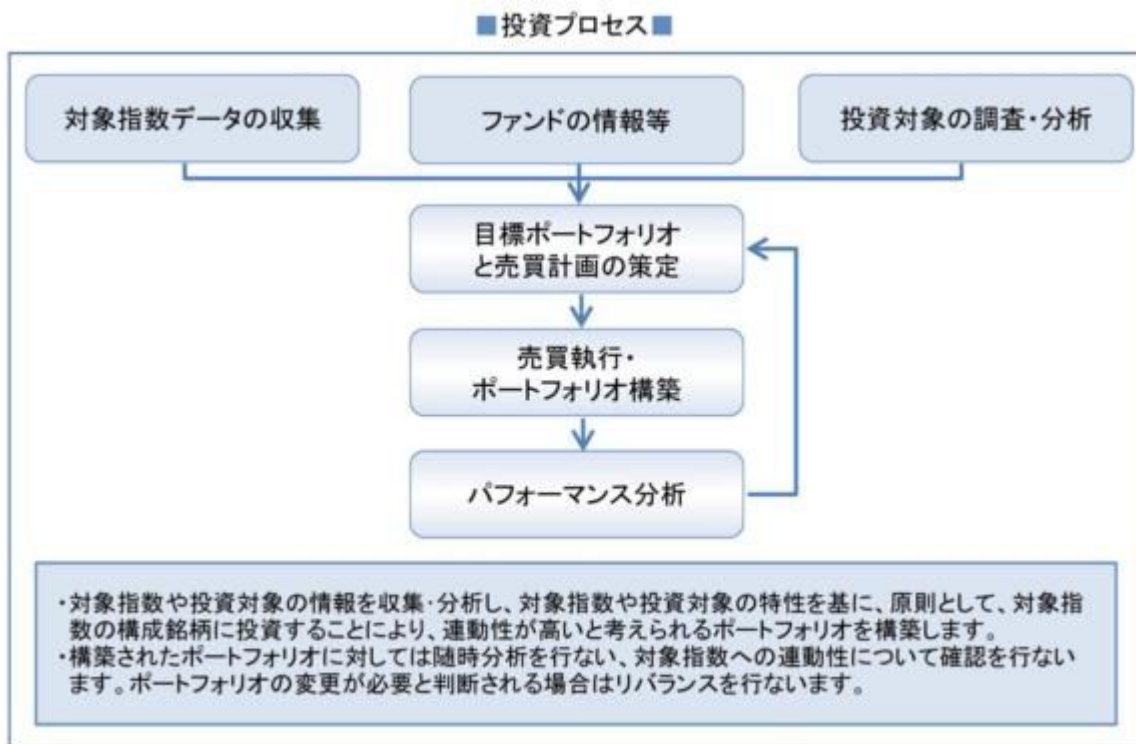 ■投資プロセス■
対象指数データの収集
ファンドの情報等
投資対象の調査・分析
目標ポートフォリオ
と売買計画の策定
売買執行・
ポートフォリオ構築
パフォーマンス分析
・対象指数や投資対象の情報を収集・分析し、対象指数や投資対象の特性を基に、原則として、対象指
数の構成銘柄に投資することにより、連動性が高いと考えられるポートフォリオを構築します。
・構築されたポートフォリオに対しては随時分析を行ない、対象指数への連動性について確認を行ない
ます。ポートフォリオの変更が必要と判断される場合はリバランスを行ないます。